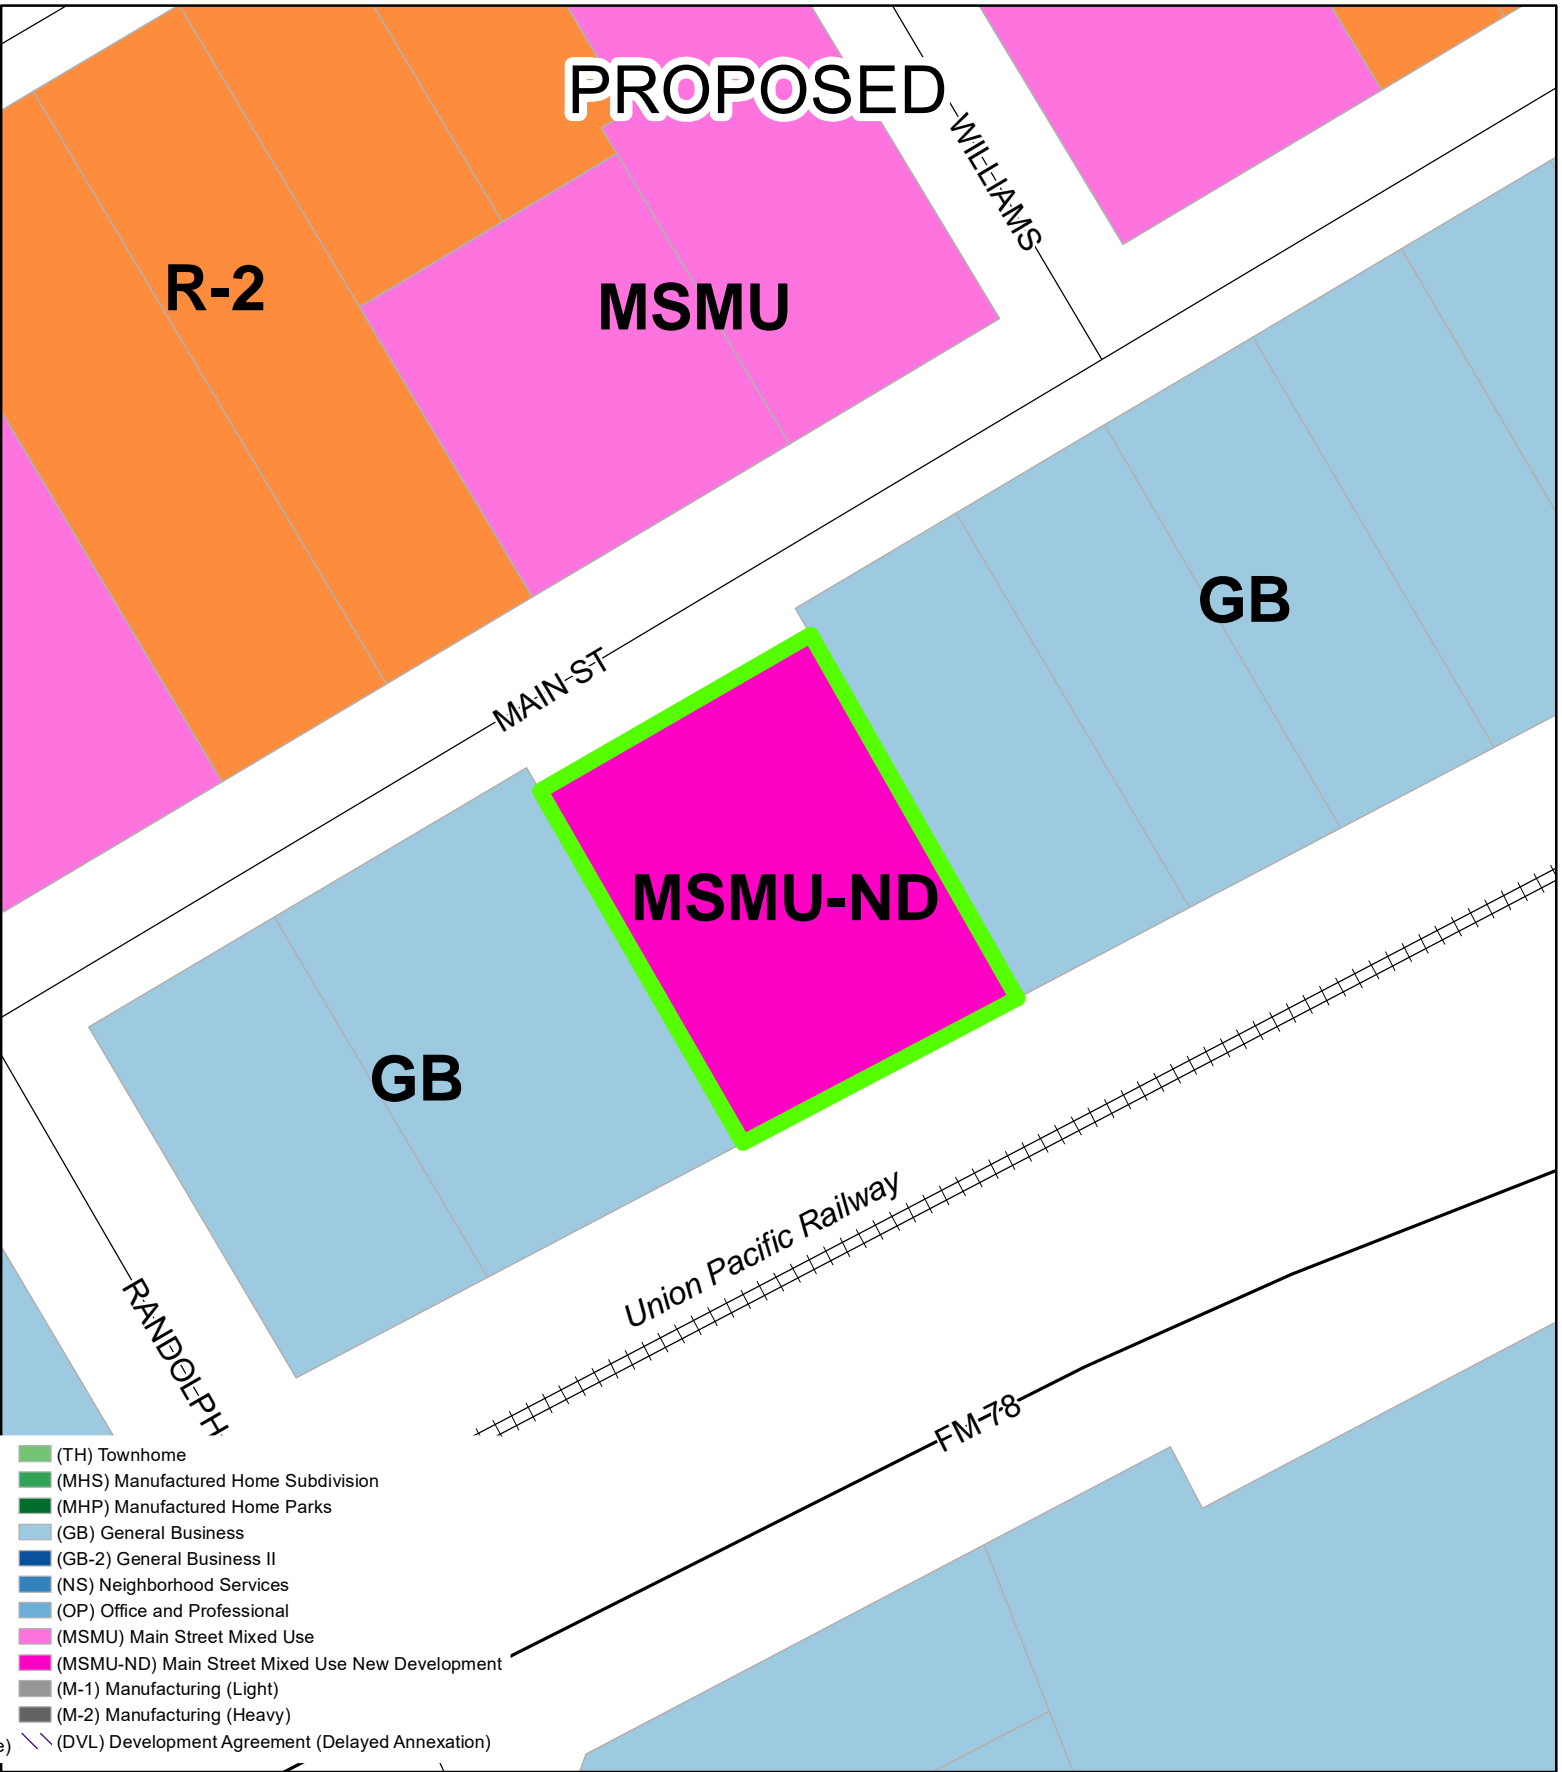 PROPOSED
WILLIAMS
R-2
MSMU
GB
MAIN ST
MSMU-ND
GB
Union Pacific Railway
RANDOLPH
FM 78
(TH) Townhome
(MHS) Manufactured Home Subdivision
(MHP) Manufactured Home Parks
(GB) General Business
(GB-2) General Business II
(NS) Neighborhood Services
(OP) Office and Professional
(MSMU) Main Street Mixed Use
(MSMU-ND) Main Street Mixed Use New Development
(M-1) Manufacturing (Light)
(M-2) Manufacturing (Heavy)
e) (DVL) Development Agreement (Delayed Annexation)